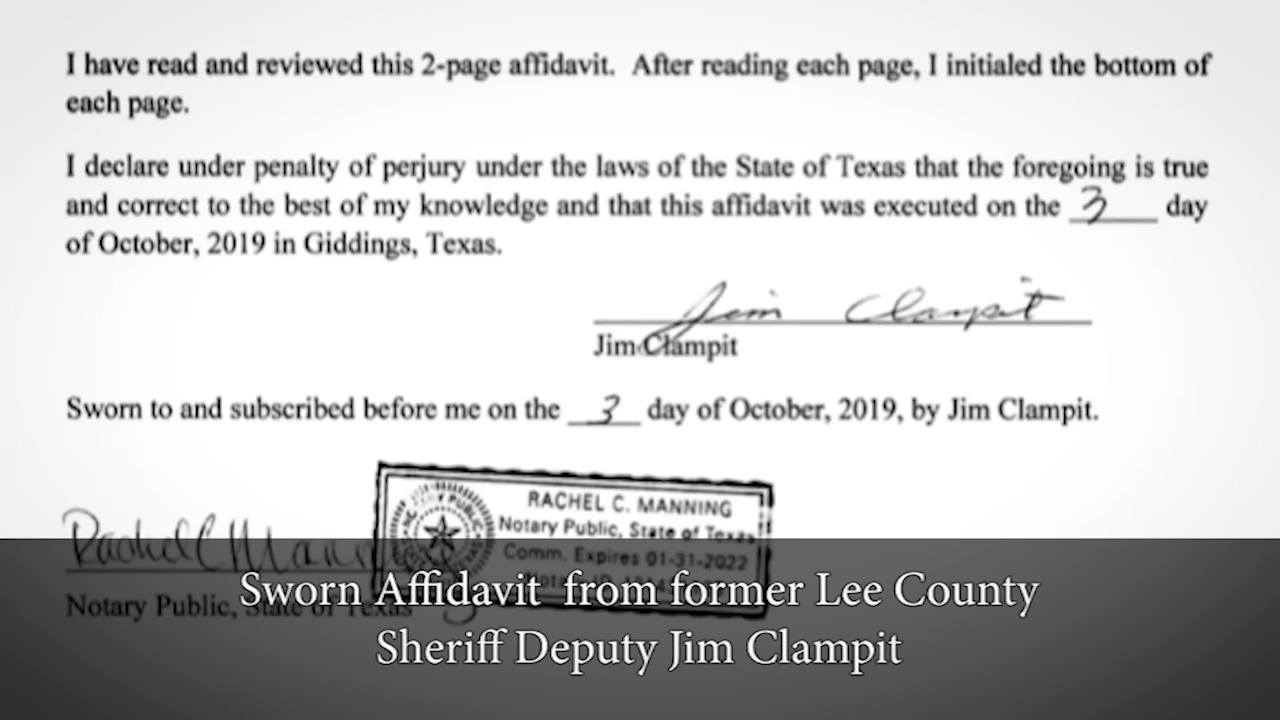 I have read and reviewed this 2-page affidavit. After reading each page, I initialed the bottom of
each page.
I declare under penalty of perjury under the laws of the State of Texas that the foregoing is true
and correct to the best of my knowledge and that this affidavit was executed on the 3 day
of October, 2019 in Giddings, Texas.
Jim Clampit
Jim Clampit
Sworn to and subscribed before me on the 3 day of October, 2019, by Jim Clampit.
RACHEL C. MANNING
Notary Public, State of Texas
Comm. Expires 01-31-2022
Rachel C Manning
Notary Public, State of Texas
Sworn Affidavit from former Lee County
Sheriff Deputy Jim Clampit